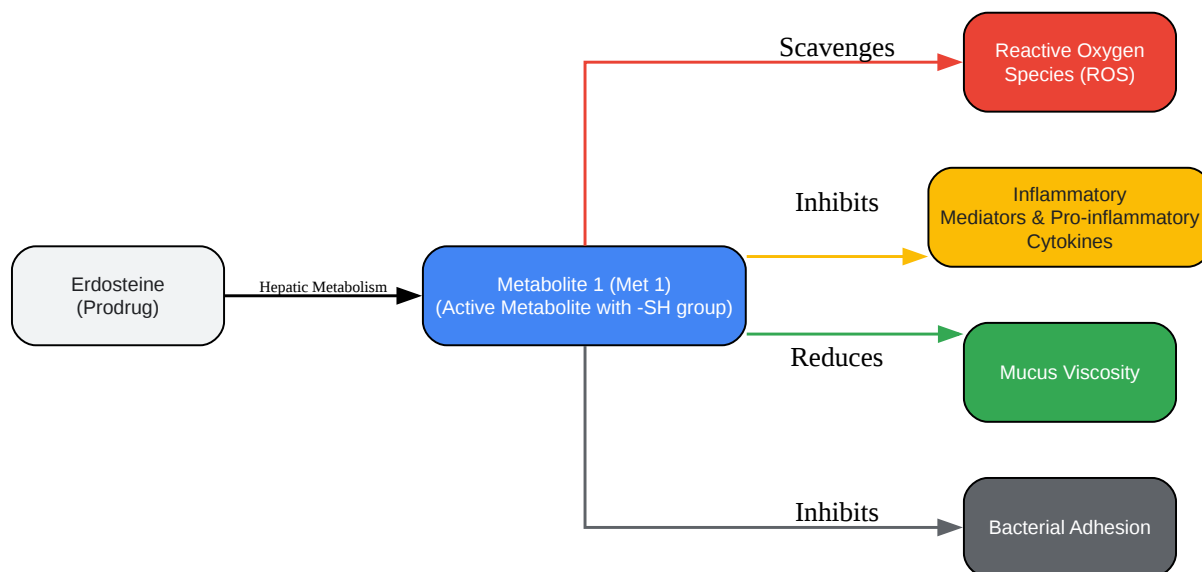 Scavenges
Reactive Oxygen
Species (ROS)
Inhibits
Inflammatory
Mediators & Pro-inflammatory
Cytokines
Erdosteine
(Prodrug)
Hepatic Metabolism
Metabolite 1 (Met 1)
(Active Metabolite with -SH group)
Reduces
Mucus Viscosity
Inhibits
Bacterial Adhesion